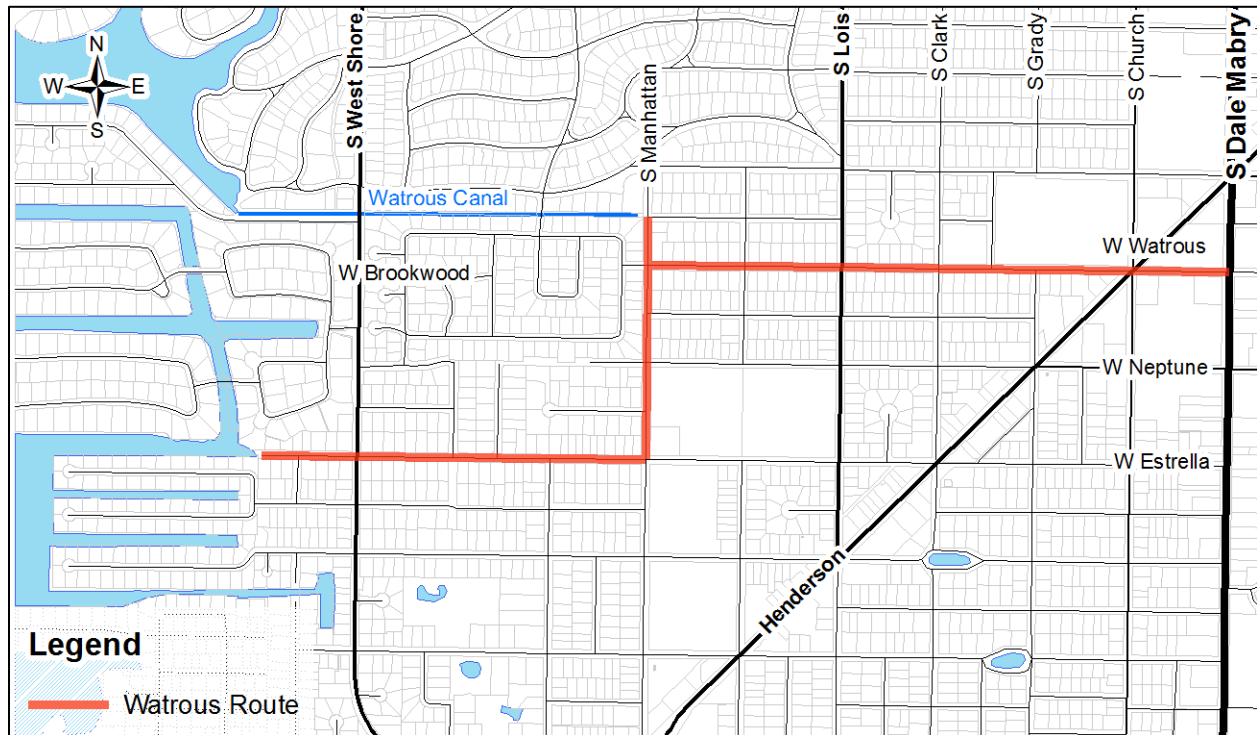 N
W E
S
S West Shore
S Manhattan
S Lois
S Clark
S Grady
S Church
S Dale Mabry
Watrous Canal
W Watrous
W Brookwood
W Neptune
W Estrella
Henderson
Legend
Watrous Route